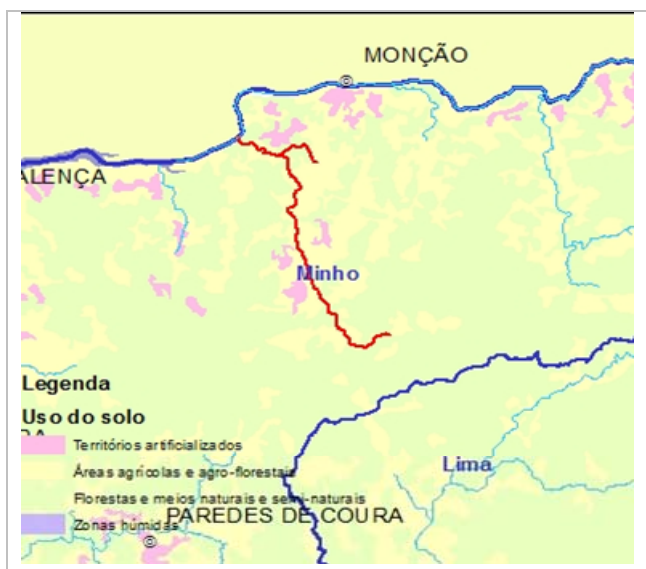 MONÇÃO
ALENÇA
Minho
Legenda
Uso do solo
RA
Territórios artificializados
Áreas agrícolas e agro-florestais
Lima
Florestas e meios naturais e semi-naturais
Zonas húmidas
PAREDES DE COURA